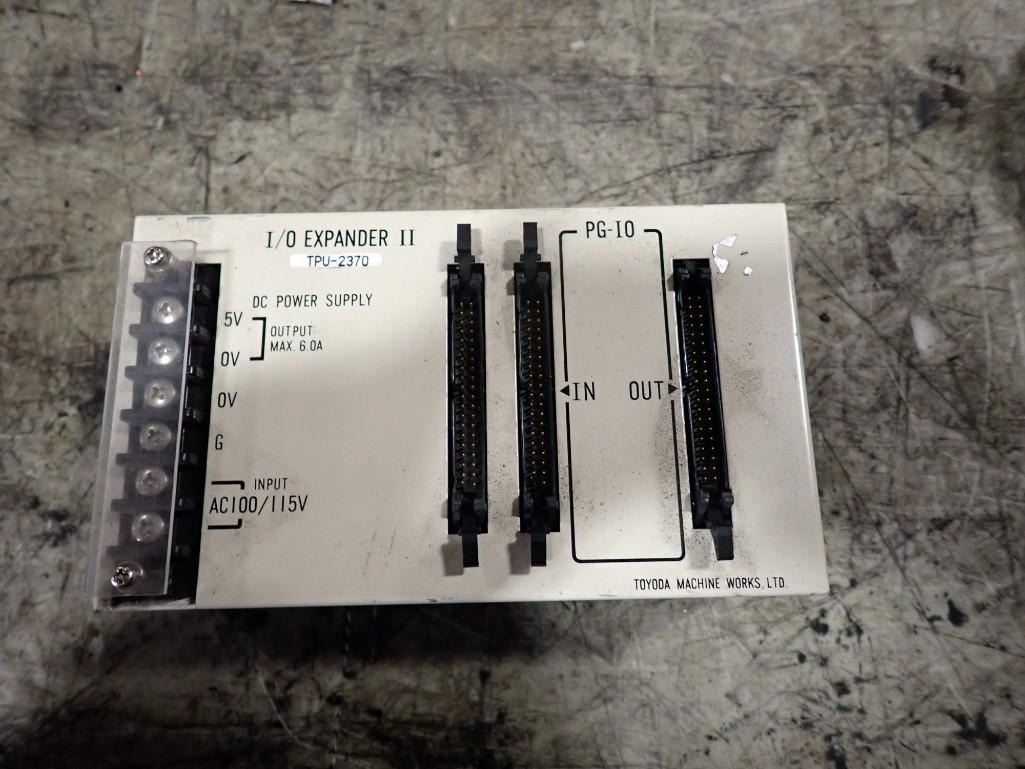 I/O EXPANDER II
TPU-2370
DC POWER SUPPLY
5V
OUTPUT
MAX. 6.0A
0V
0V
G
INPUT
AC100/115V
PG-IO
◀IN OUT▶
TOYODA MACHINE WORKS, LTD.